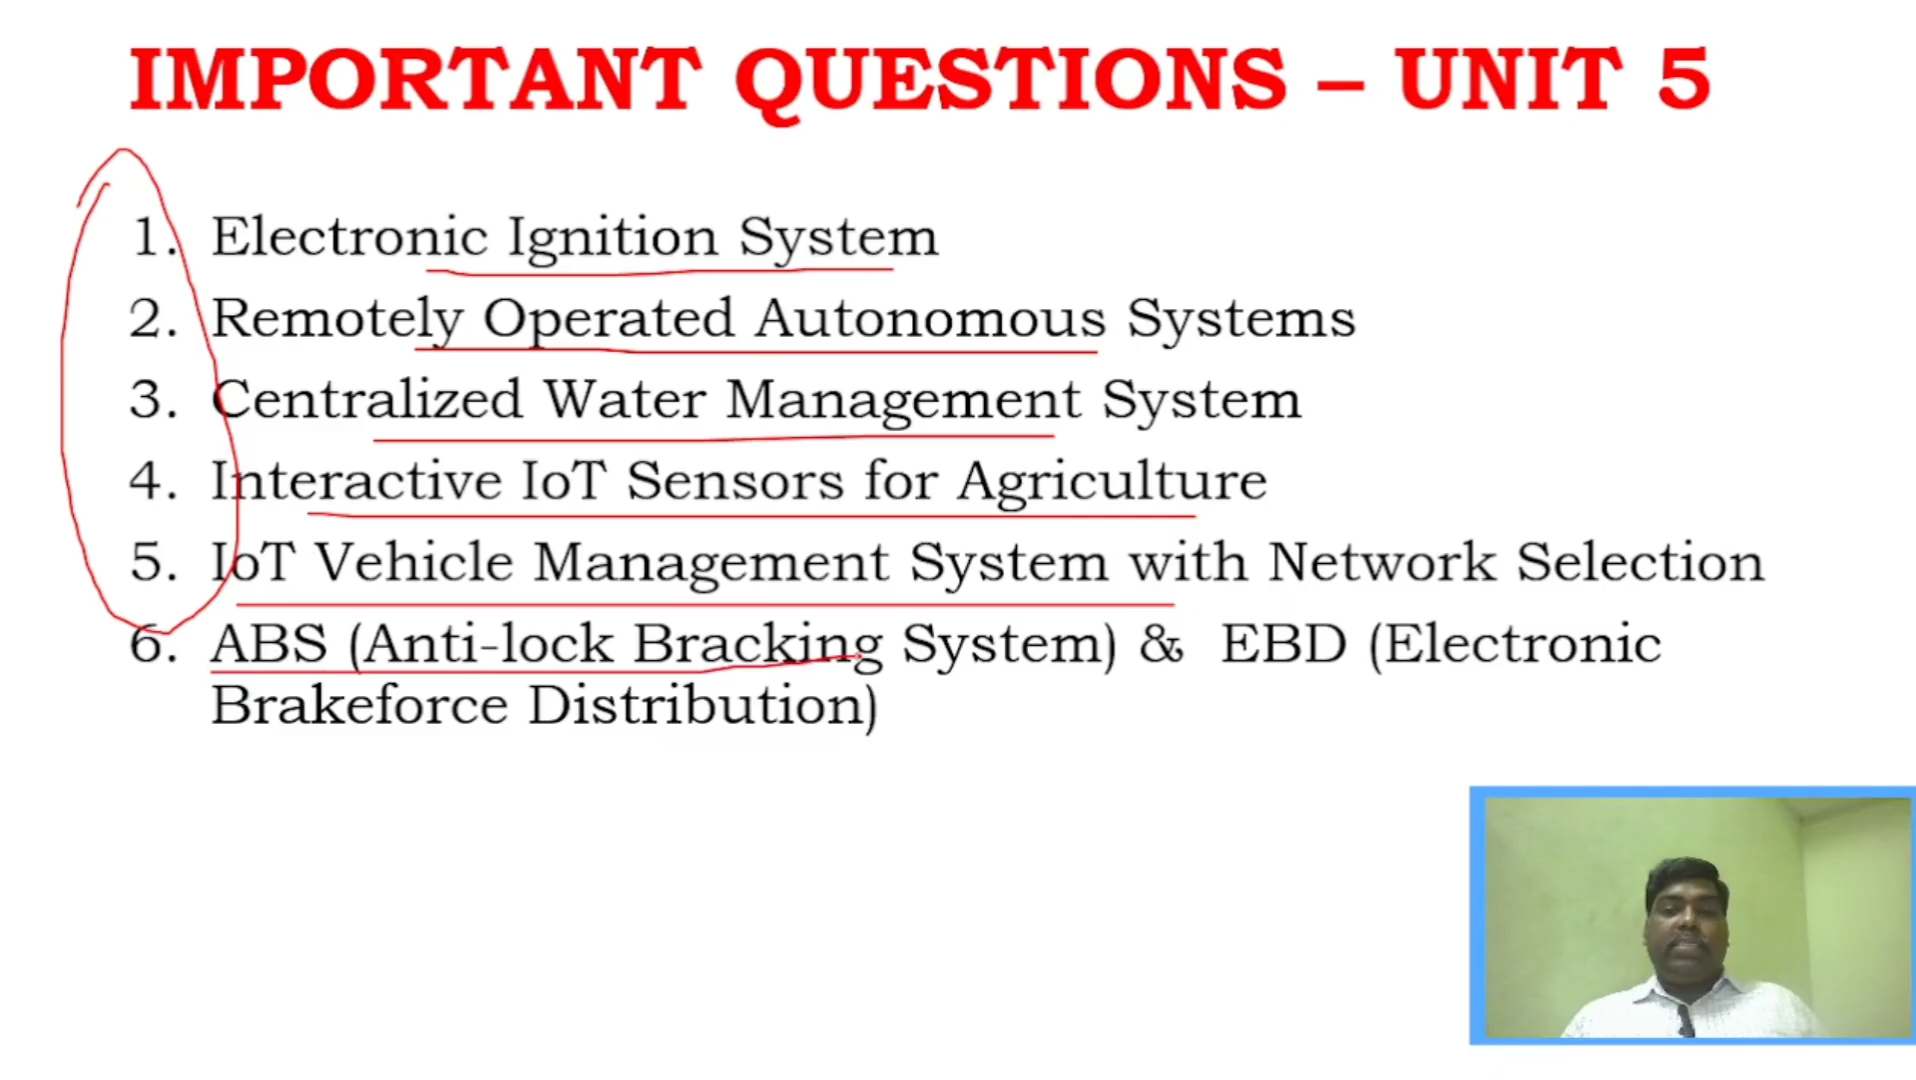 IMPORTANT QUESTIONS – UNIT 5
1. Electronic Ignition System
2. Remotely Operated Autonomous Systems
3. Centralized Water Management System
4. Interactive IoT Sensors for Agriculture
5. IoT Vehicle Management System with Network Selection
6. ABS (Anti-lock Bracking System) & EBD (Electronic
Brakeforce Distribution)